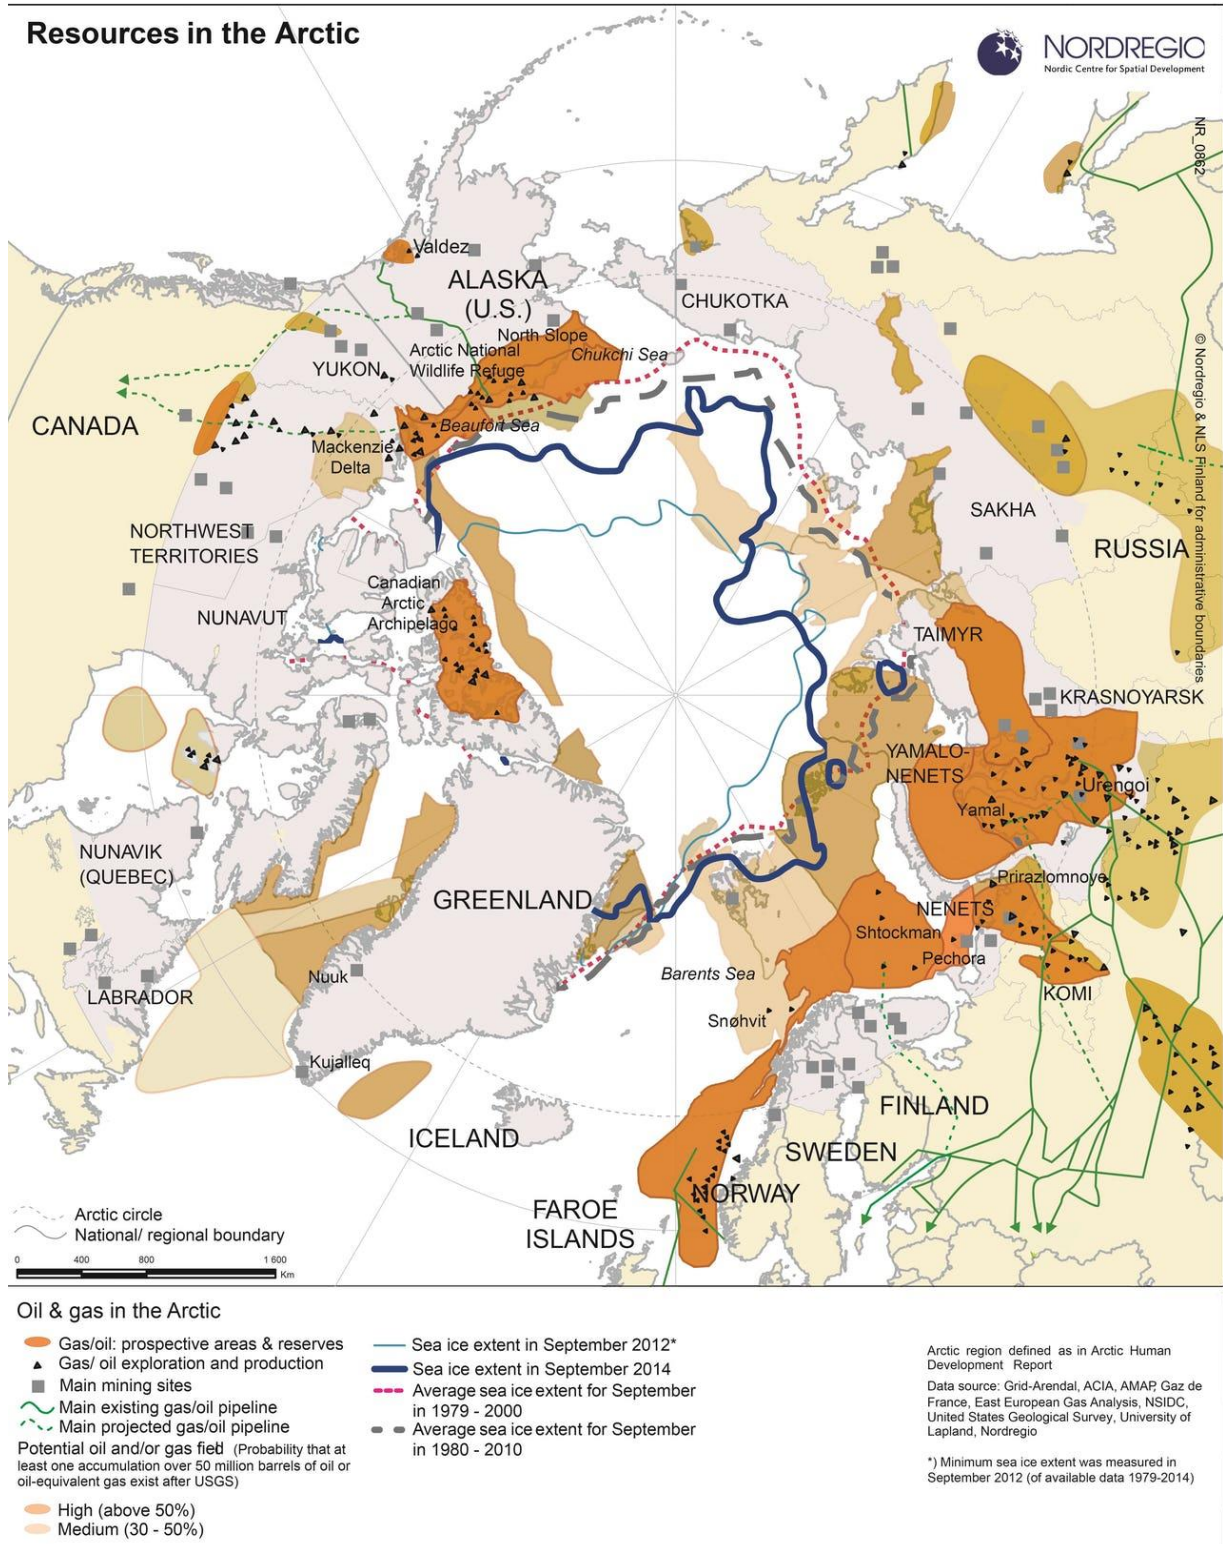 Resources in the Arctic
NORDREGIO
Nordic Centre for Spatial Development
NR_0862
© Nordregio & NLS Finland for administrative boundaries
Valdez
ALASKA
(U.S.)
CHUKOTKA
North Slope
Chukchi Sea
Arctic National
Wildlife Refuge
YUKON
CANADA
Beaufort Sea
Mackenzie
Delta
SAKHA
NORTHWEST
TERRITORIES
RUSSIA
Canadian
Arctic
Archipelago
NUNAVUT
TAIMYR
KRASNOYARSK
YAMALO-
NENETS
Urengoi
Yamal
NUNAVIK
(QUEBEC)
Prirazlomnoye
GREENLAND
NENETS
Shtockman
Pechora
Barents Sea
Nuuk
LABRADOR
KOMI
Snøhvit
Kujalleq
FINLAND
ICELAND
SWEDEN
NORWAY
FAROE
ISLANDS
Arctic circle
National/ regional boundary
0 400 800 1 600
Km
Oil & gas in the Arctic
Gas/oil: prospective areas & reserves
Gas/ oil exploration and production
Main mining sites
Main existing gas/oil pipeline
Main projected gas/oil pipeline
Potential oil and/or gas fied (Probability that at
least one accumulation over 50 million barrels of oil or
oil-equivalent gas exist after USGS)
High (above 50%)
Medium (30 - 50%)
Sea ice extent in September 2012*
Sea ice extent in September 2014
Average sea ice extent for September
in 1979 - 2000
Average sea ice extent for September
in 1980 - 2010
Arctic region defined as in Arctic Human
Development Report
Data source: Grid-Arendal, ACIA, AMAP, Gaz de
France, East European Gas Analysis, NSIDC,
United States Geological Survey, University of
Lapland, Nordregio
*) Minimum sea ice extent was measured in
September 2012 (of available data 1979-2014)